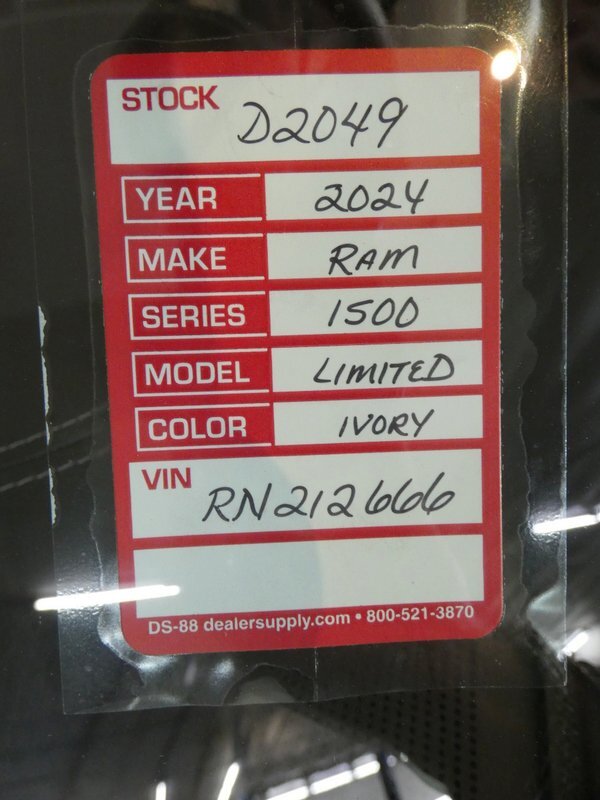 STOCK D2049
YEAR 2024
MAKE RAM
SERIES 1500
MODEL LIMITED
COLOR IVORY
VIN RN212666
DS-88 dealersupply.com • 800-521-3870